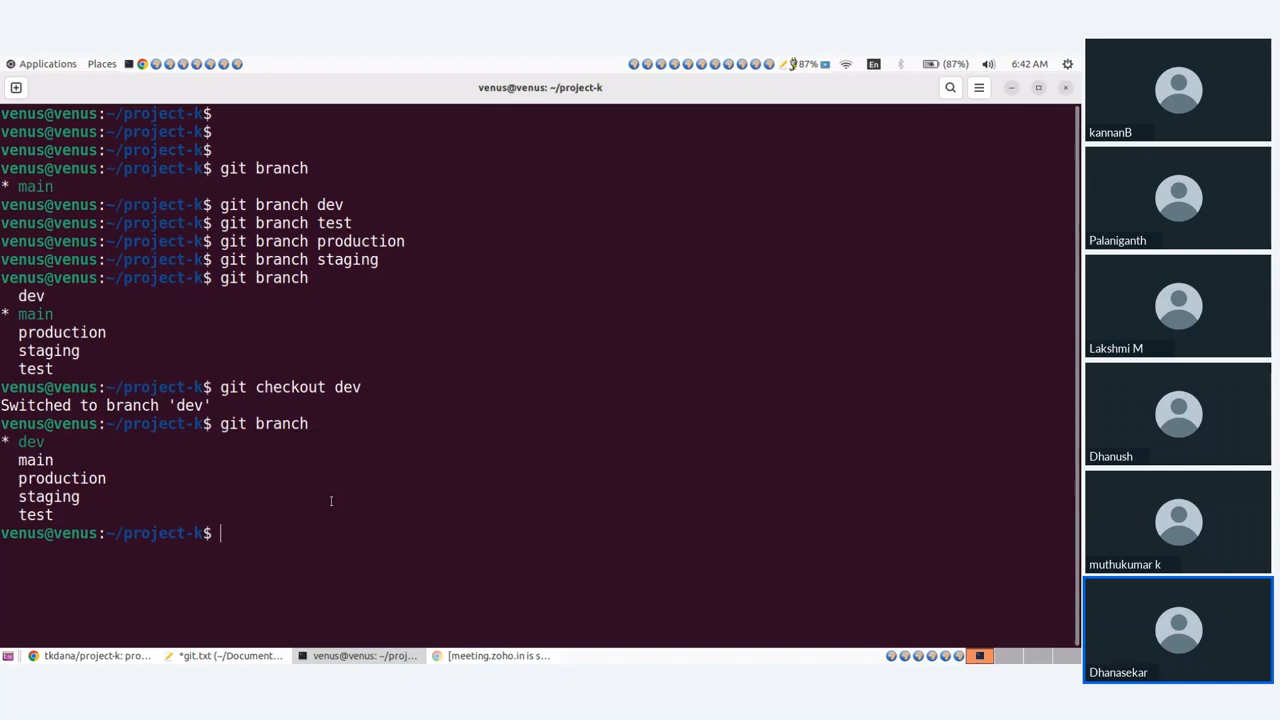 Applications Places 87% En (87%) 6:42 AM
venus@venus: ~/project-k
venus@venus:~/project-k$
venus@venus:~/project-k$
venus@venus:~/project-k$
venus@venus:~/project-k$ git branch
* main
venus@venus:~/project-k$ git branch dev
venus@venus:~/project-k$ git branch test
venus@venus:~/project-k$ git branch production
venus@venus:~/project-k$ git branch staging
venus@venus:~/project-k$ git branch
dev
* main
production
staging
test
venus@venus:~/project-k$ git checkout dev
Switched to branch 'dev'
venus@venus:~/project-k$ git branch
* dev
main
production
staging
test
venus@venus:~/project-k$
tkdana/project-k: pro... *git.txt (~/Document... venus@venus: ~/proj... [meeting.zoho.in is s...
kannanB
Palaniganth
Lakshmi M
Dhanush
muthukumar k
Dhanasekar